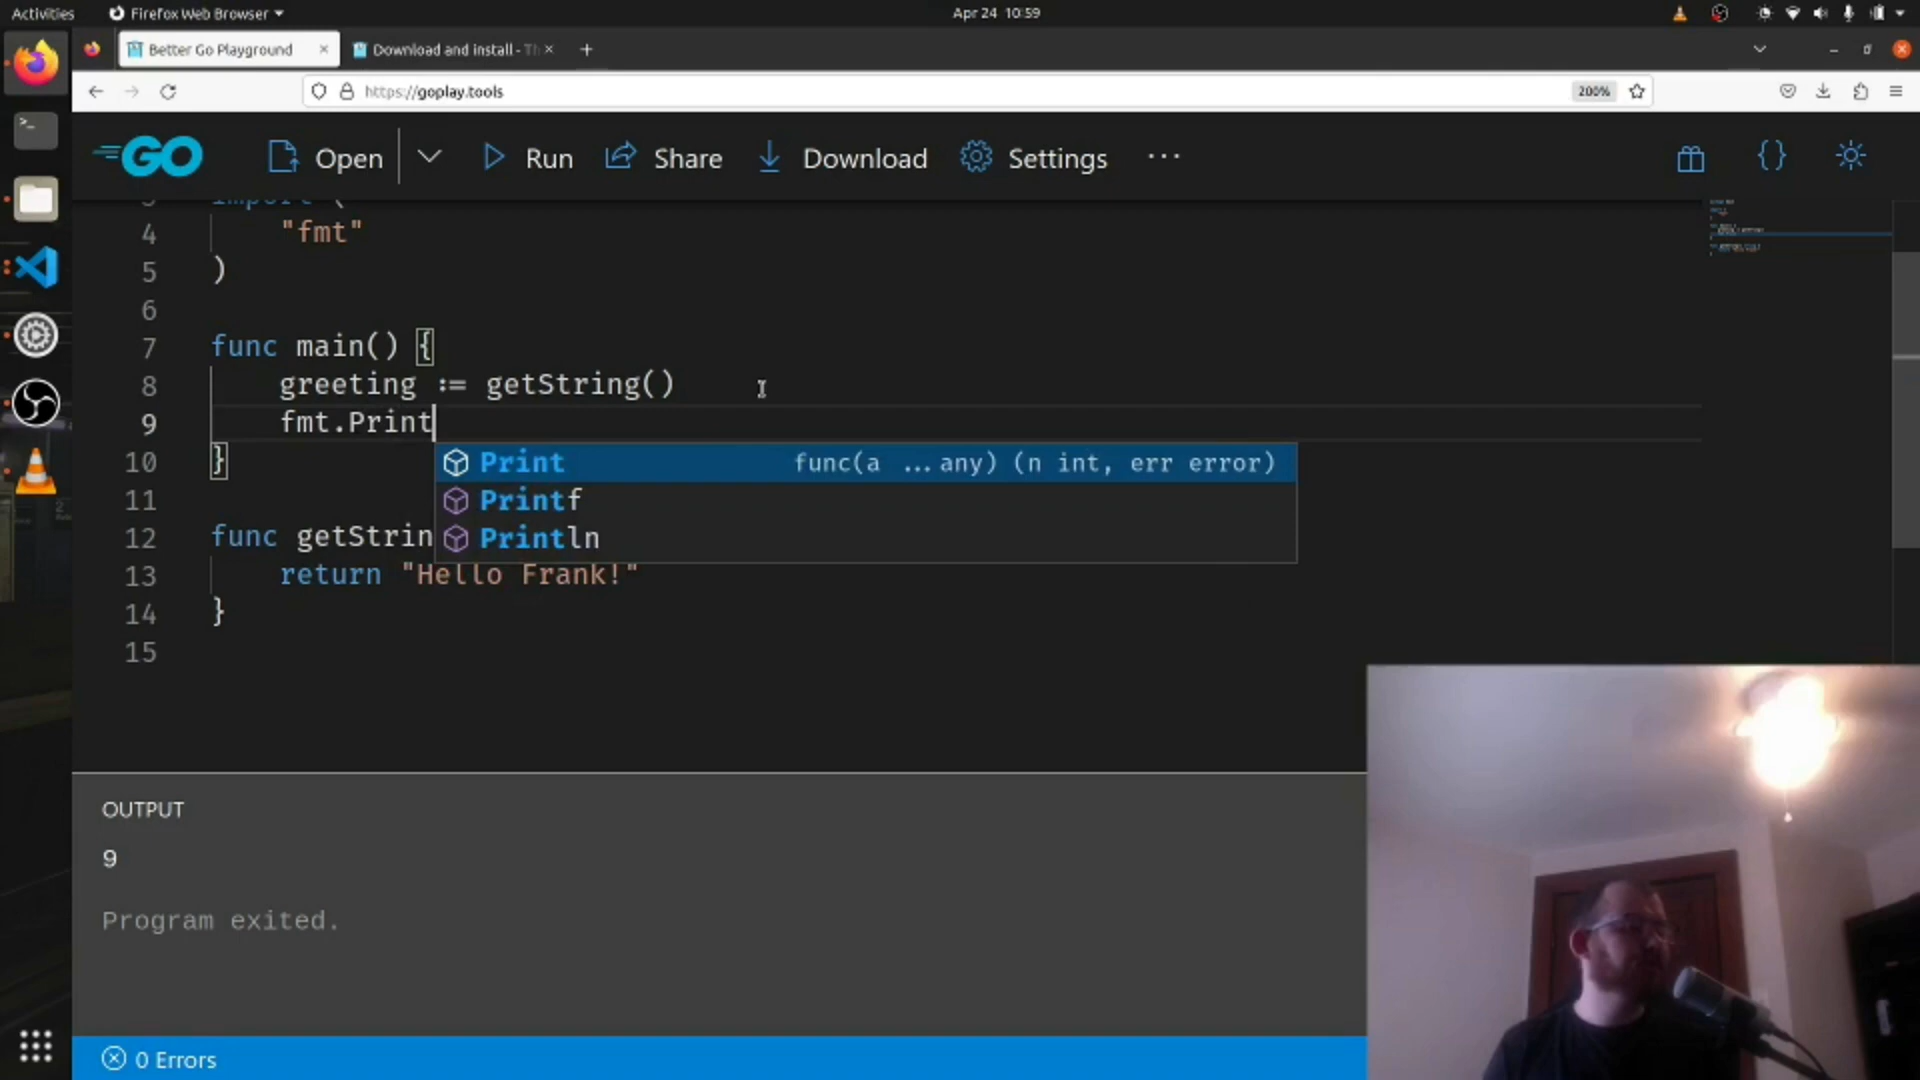 Activities
Firefox Web Browser
Apr 24 10:59
Better Go Playground
Download and install - Th
https://goplay.tools
200%
GO
Open
Run
Share
Download
Settings
import (
4 "fmt"
5 )
6
7 func main() {
8 greeting := getString()
9 fmt.Print
10 }
Print func(a ...any) (n int, err error)
11
Printf
12 func getStrin
Println
13 return "Hello Frank!"
14 }
15
OUTPUT
9
Program exited.
0 Errors